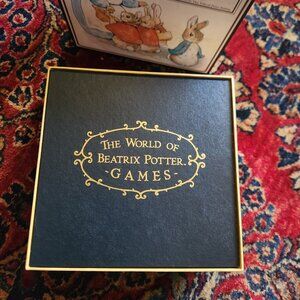 THE WORLD OF
BEATRIX POTTER
-GAMES-